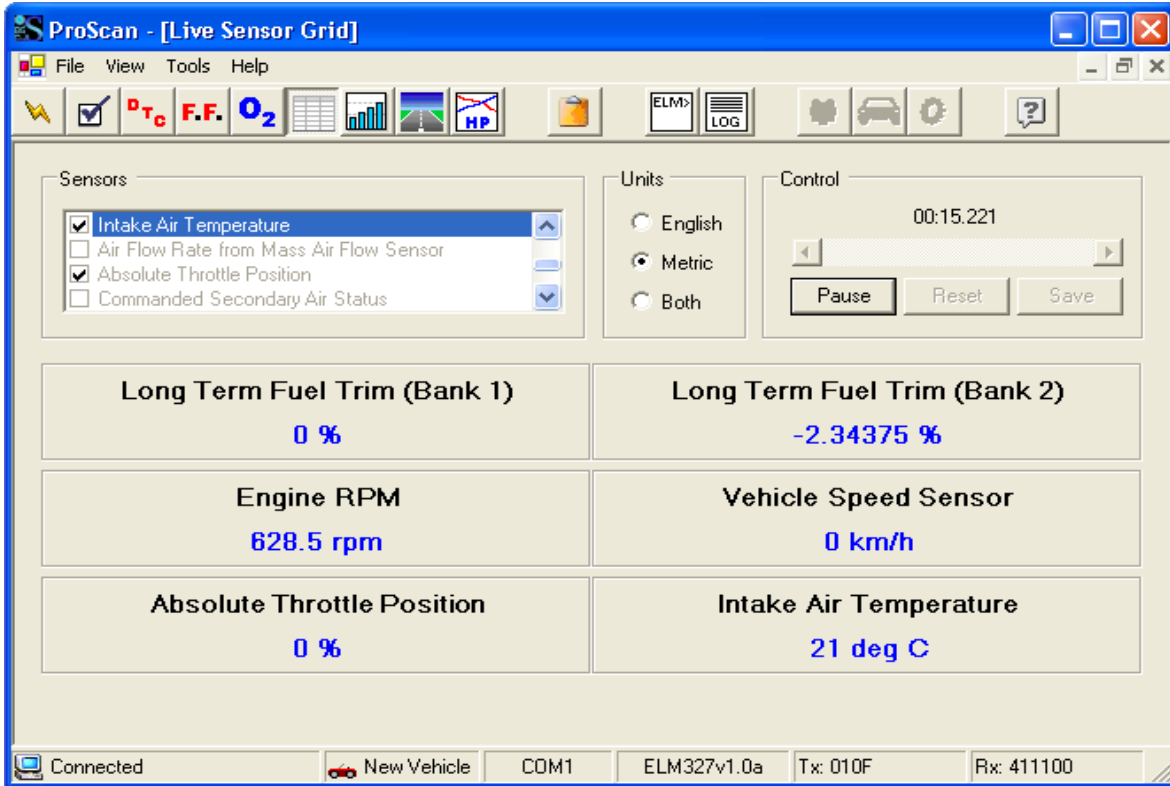 ProScan - [Live Sensor Grid]
File View Tools Help
DTC F.F. O2 HP ELM> LOG ?
Sensors
Intake Air Temperature
Air Flow Rate from Mass Air Flow Sensor
Absolute Throttle Position
Commanded Secondary Air Status
Units
English
Metric
Both
Control
00:15.221
Pause Reset Save
Long Term Fuel Trim (Bank 1)
0 %
Long Term Fuel Trim (Bank 2)
-2.34375 %
Engine RPM
628.5 rpm
Vehicle Speed Sensor
0 km/h
Absolute Throttle Position
0 %
Intake Air Temperature
21 deg C
Connected New Vehicle COM1 ELM327v1.0a Tx: 010F Rx: 411100